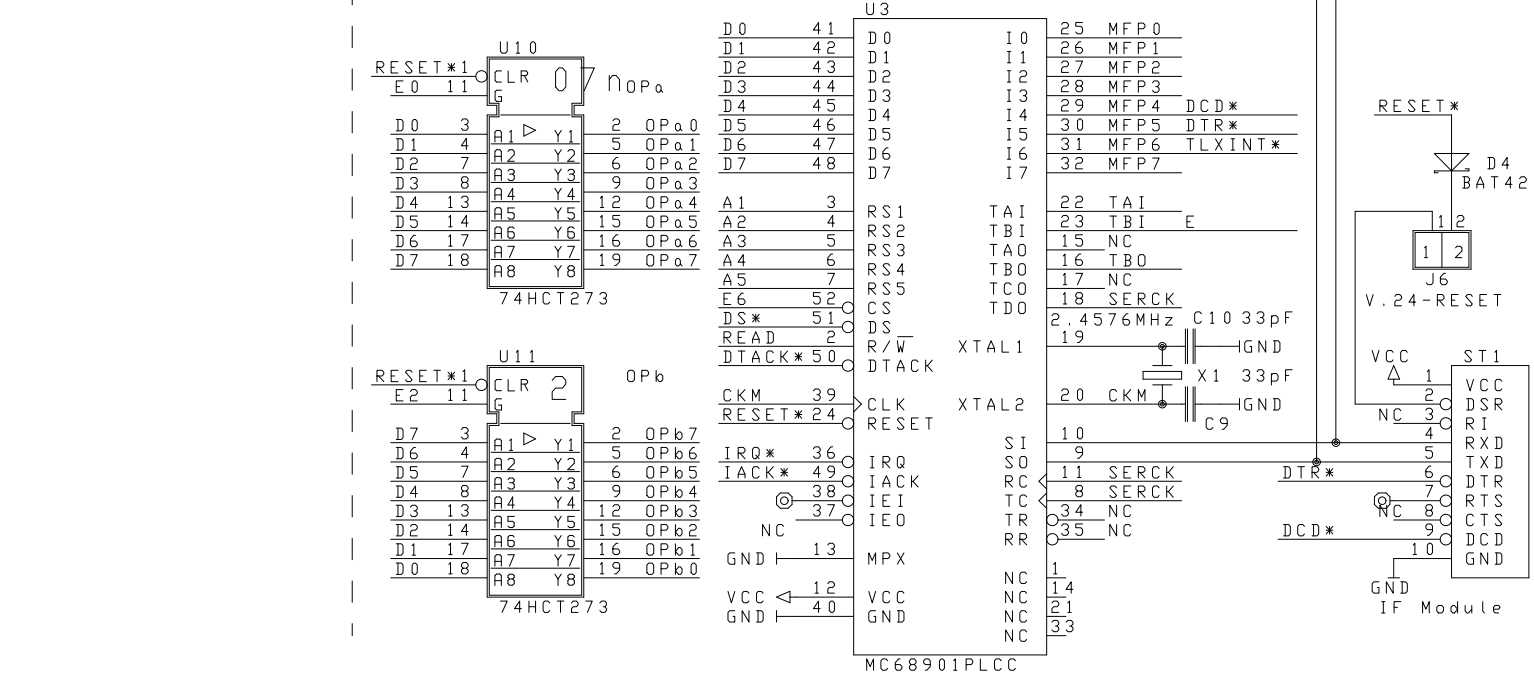 U10
RESET* 1 CLR 0 7 nOPa
E0 11 G
D0 3 A1 Y1 2 OPa0
D1 4 A2 Y2 5 OPa1
D2 7 A3 Y3 6 OPa2
D3 8 A4 Y4 9 OPa3
D4 13 A5 Y5 12 OPa4
D5 14 A6 Y6 15 OPa5
D6 17 A7 Y7 16 OPa6
D7 18 A8 Y8 19 OPa7
74HCT273
U11
RESET* 1 CLR 2 OPb
E2 11 G
D7 3 A1 Y1 2 OPb7
D6 4 A2 Y2 5 OPb6
D5 7 A3 Y3 6 OPb5
D4 8 A4 Y4 9 OPb4
D3 13 A5 Y5 12 OPb3
D2 14 A6 Y6 15 OPb2
D1 17 A7 Y7 16 OPb1
D0 18 A8 Y8 19 OPb0
74HCT273
U3
D0 41 D0 I0 25 MFP0
D1 42 D1 I1 26 MFP1
D2 43 D2 I2 27 MFP2
D3 44 D3 I3 28 MFP3
D4 45 D4 I4 29 MFP4 DCD*
D5 46 D5 I5 30 MFP5 DTR*
D6 47 D6 I6 31 MFP6 TLXINT*
D7 48 D7 I7 32 MFP7
A1 3 RS1 TAI 22 TAI
A2 4 RS2 TBI 23 TBI E
A3 5 RS3 TAO 15 NC
A4 6 RS4 TBO 16 TBO
A5 7 RS5 TCO 17 NC
E6 52 CS TDO 18 SERCK
DS* 51 DS 2,4576MHz C10 33pF
READ 2 R/W XTAL1 19 GND
DTACK* 50 DTACK X1 33pF
CKM 39 CLK XTAL2 20 CKM GND
RESET* 24 RESET C9
SI 10
IRQ* 36 IRQ SO 9
IACK* 49 IACK RC 11 SERCK
38 IEI TC 8 SERCK
37 IEO TR 34 NC
NC RR 35 NC
GND 13 MPX
NC 1
VCC 12 VCC NC 14
GND 40 GND NC 21
NC 33
MC68901PLCC
RESET*
D4
BAT42
1 2
1 2
J6
V.24-RESET
VCC ST1
1 VCC
2 DSR
NC 3 RI
4 RXD
5 TXD
DTR* 6 DTR
7 RTS
NC 8 CTS
DCD* 9 DCD
10 GND
GND
IF Module